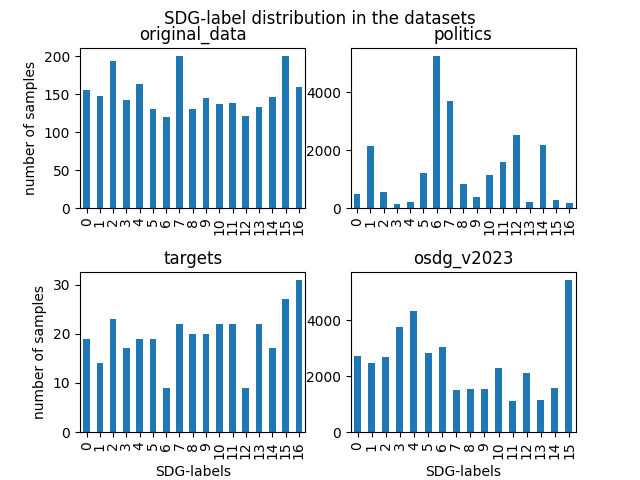 SDG-label distribution in the datasets
original_data
number of samples
200
150
100
50
0
0 1 2 3 4 5 6 7 8 9 10 11 12 13 14 15 16
politics
4000
2000
0
0 1 2 3 4 5 6 7 8 9 10 11 12 13 14 15 16
targets
number of samples
30
20
10
0
0 1 2 3 4 5 6 7 8 9 10 11 12 13 14 15 16
SDG-labels
osdg_v2023
4000
2000
0
0 1 2 3 4 5 6 7 8 9 10 11 12 13 14 15
SDG-labels